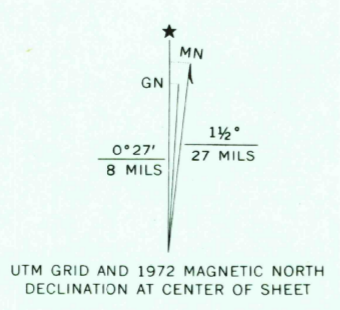 MN
GN
0°27′
8 MILS
1½°
27 MILS
UTM GRID AND 1972 MAGNETIC NORTH
DECLINATION AT CENTER OF SHEET